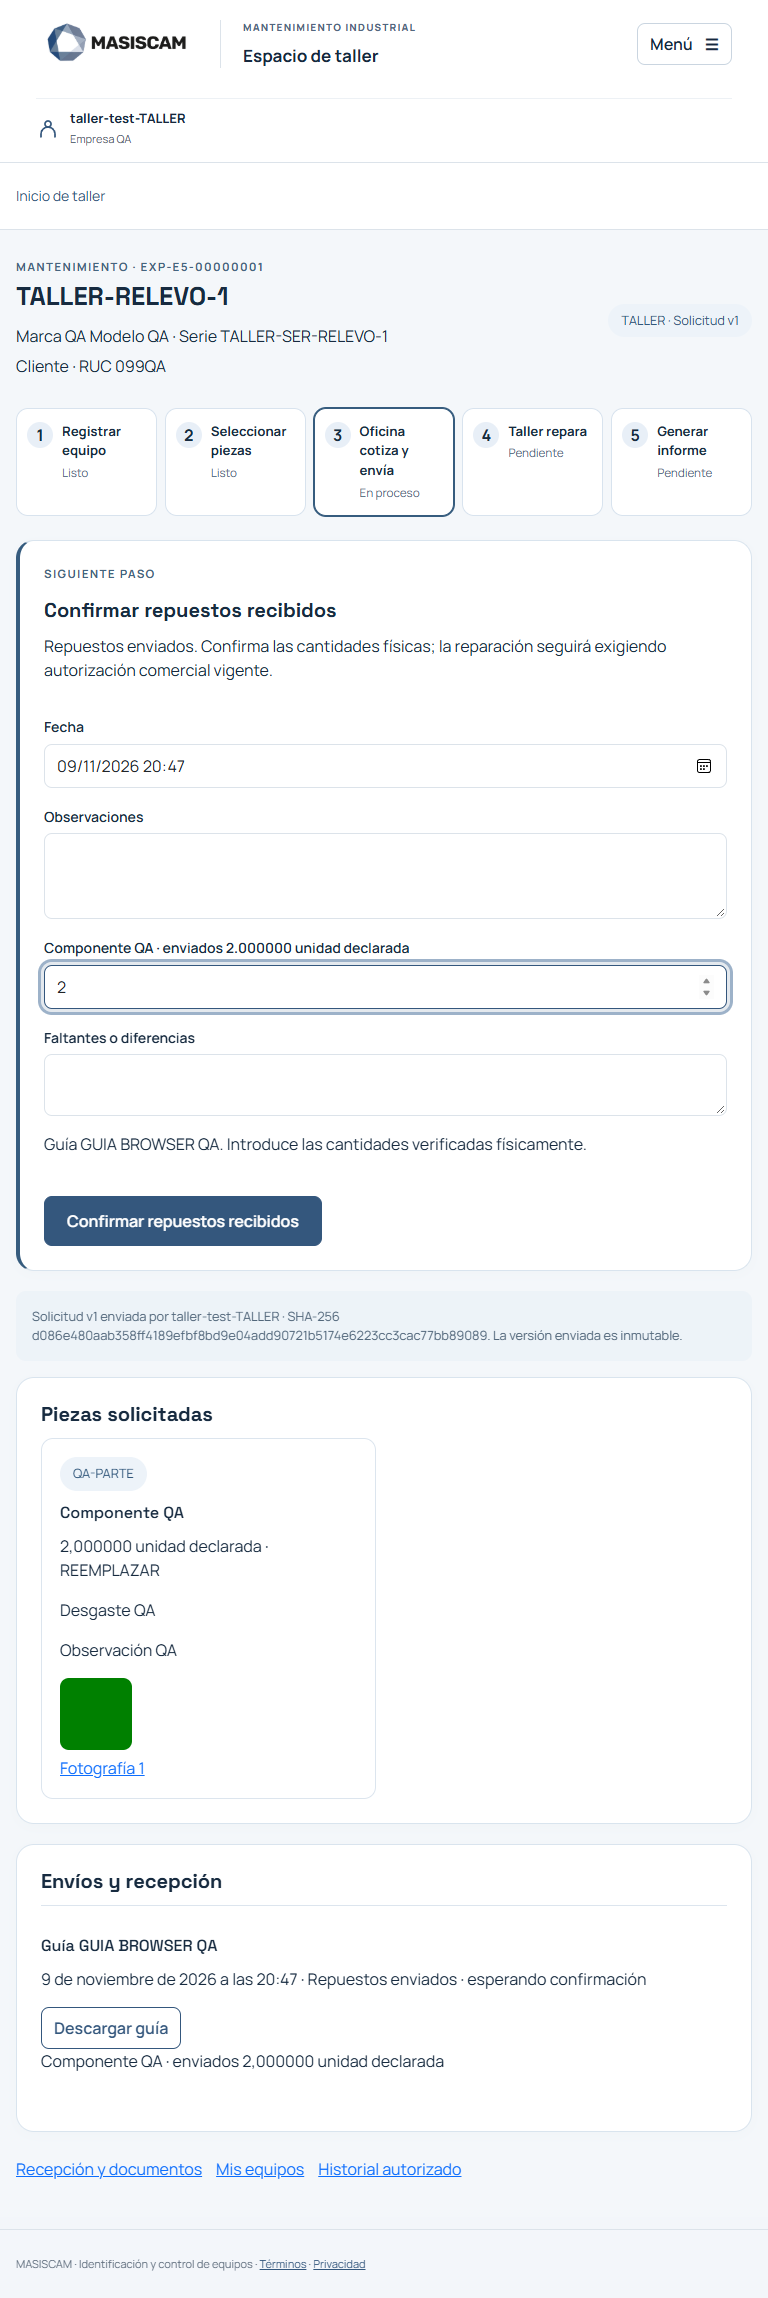 MASISCAM
MANTENIMIENTO INDUSTRIAL
Espacio de taller
Menú
taller-test-TALLER
Empresa QA
Inicio de taller
MANTENIMIENTO · EXP-E5-00000001
TALLER-RELEVO-1
Marca QA Modelo QA · Serie TALLER-SER-RELEVO-1
Cliente · RUC 099QA
TALLER · Solicitud v1
1 Registrar
equipo
Listo
2 Seleccionar
piezas
Listo
3 Oficina
cotiza y
envía
En proceso
4 Taller repara
Pendiente
5 Generar
informe
Pendiente
SIGUIENTE PASO
Confirmar repuestos recibidos
Repuestos enviados. Confirma las cantidades físicas; la reparación seguirá exigiendo
autorización comercial vigente.
Fecha
09/11/2026 20:47
Observaciones
Componente QA · enviados 2.000000 unidad declarada
2
Faltantes o diferencias
Guía GUIA BROWSER QA. Introduce las cantidades verificadas físicamente.
Confirmar repuestos recibidos
Solicitud v1 enviada por taller-test-TALLER · SHA-256
d086e480aab358ff4189efbf8bd9e04add90721b5174e6223cc3cac77bb89089. La versión enviada es inmutable.
Piezas solicitadas
QA-PARTE
Componente QA
2,000000 unidad declarada ·
REEMPLAZAR
Desgaste QA
Observación QA
Fotografía 1
Envíos y recepción
Guía GUIA BROWSER QA
9 de noviembre de 2026 a las 20:47 · Repuestos enviados · esperando confirmación
Descargar guía
Componente QA · enviados 2,000000 unidad declarada
Recepción y documentos Mis equipos Historial autorizado
MASISCAM · Identificación y control de equipos · Términos · Privacidad